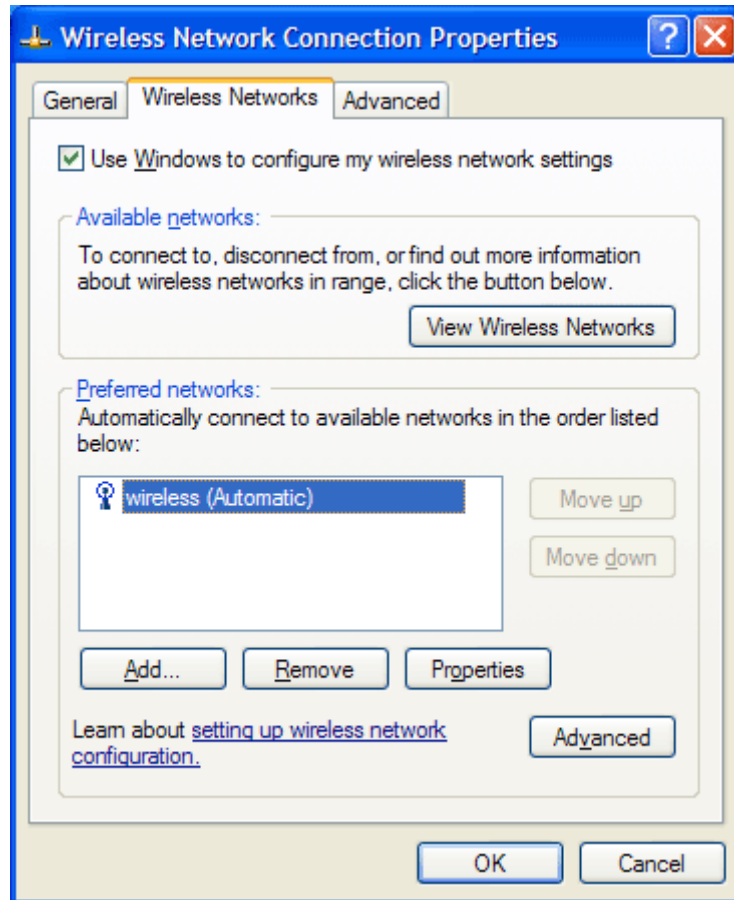 Wireless Network Connection Properties
General Wireless Networks Advanced
Use Windows to configure my wireless network settings
Available networks:
To connect to, disconnect from, or find out more information
about wireless networks in range, click the button below.
View Wireless Networks
Preferred networks:
Automatically connect to available networks in the order listed
below:
wireless (Automatic)
Move up
Move down
Add... Remove Properties
Learn about setting up wireless network
configuration.
Advanced
OK Cancel